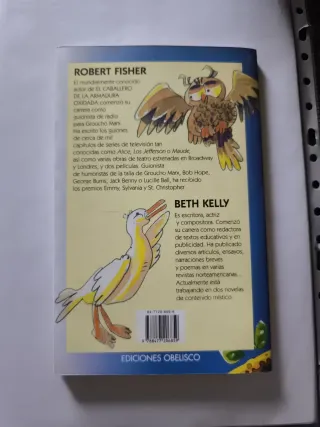 ROBERT FISHER
El mundialmente conocido
autor de EL CABALLERO
DE LA ARMADURA
OXIDADA comenzó su
carrera como
guionista de radio
para Groucho Marx.
Ha escrito los guiones
de cerca de mil
capítulos de series de televisión tan
conocidas como Alice, Los Jefferson o Maude,
así como varias obras de teatro estrenadas en Broadway
y Londres, y dos películas. Guionista
de humoristas de la talla de Groucho Marx, Bob Hope,
George Burns, Jack Benny o Lucille Ball, ha recibido
los premios Emmy, Sylvania y St. Christopher
BETH KELLY
Es escritora, actriz
y compositora. Comenzó
su carrera como redactora
de textos educativos y en
publicidad. Ha publicado
diversos artículos, ensayos,
narraciones breves
y poemas en varias
revistas norteamericanas...
Actualmente está
trabajando en dos novelas
de contenido místico.
EDICIONES OBELISCO